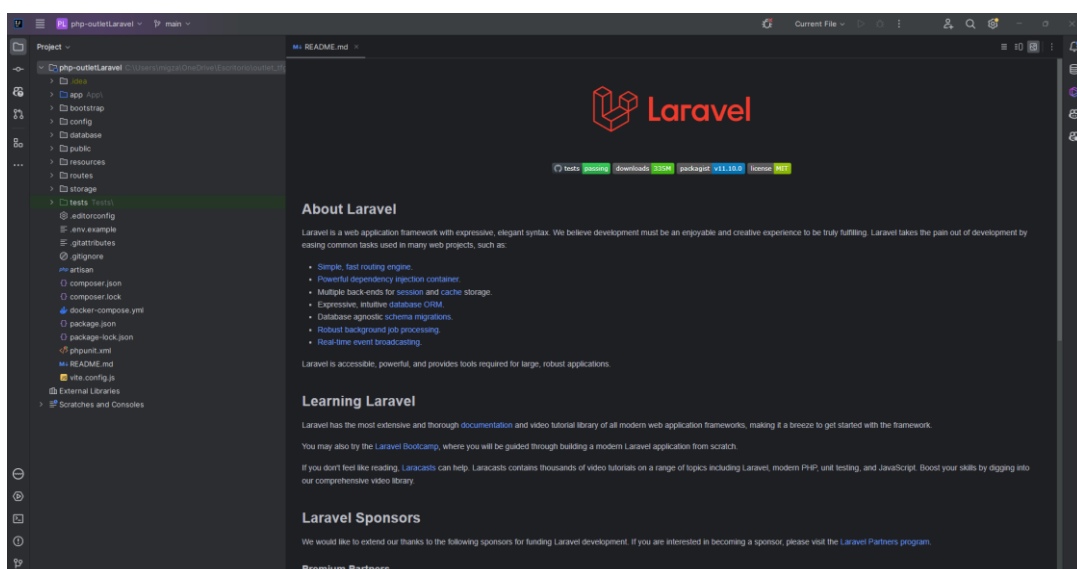 PL php-outletLaravel main Current File
Project
README.md
php-outletLaravel
.idea
app App\
bootstrap
config
database
public
resources
routes
storage
tests Tests\
.editorconfig
.env.example
.gitattributes
.gitignore
php artisan
composer.json
composer.lock
docker-compose.yml
package.json
package-lock.json
phpunit.xml
README.md
vite.config.js
External Libraries
Scratches and Consoles
Laravel
tests passing downloads 335M packagist v11.10.0 license MIT
About Laravel
Laravel is a web application framework with expressive, elegant syntax. We believe development must be an enjoyable and creative experience to be truly fulfilling. Laravel takes the pain out of development by
easing common tasks used in many web projects, such as:
• Simple, fast routing engine.
• Powerful dependency injection container.
• Multiple back-ends for session and cache storage.
• Expressive, intuitive database ORM.
• Database agnostic schema migrations.
• Robust background job processing.
• Real-time event broadcasting.
Laravel is accessible, powerful, and provides tools required for large, robust applications.
Learning Laravel
Laravel has the most extensive and thorough documentation and video tutorial library of all modern web application frameworks, making it a breeze to get started with the framework.
You may also try the Laravel Bootcamp, where you will be guided through building a modern Laravel application from scratch.
If you don't feel like reading, Laracasts can help. Laracasts contains thousands of video tutorials on a range of topics including Laravel, modern PHP, unit testing, and JavaScript. Boost your skills by digging into
our comprehensive video library.
Laravel Sponsors
We would like to extend our thanks to the following sponsors for funding Laravel development. If you are interested in becoming a sponsor, please visit the Laravel Partners program.
Premium Partners